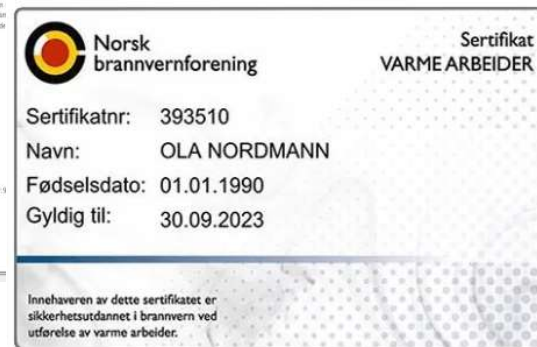 Norsk
brannvernforening
Sertifikat
VARME ARBEIDER
Sertifikatnr: 393510
Navn: OLA NORDMANN
Fødselsdato: 01.01.1990
Gyldig til: 30.09.2023
Innehaveren av dette sertifikatet er
sikkerhetsutdannet i brannvern ved
utførelse av varme arbeider.